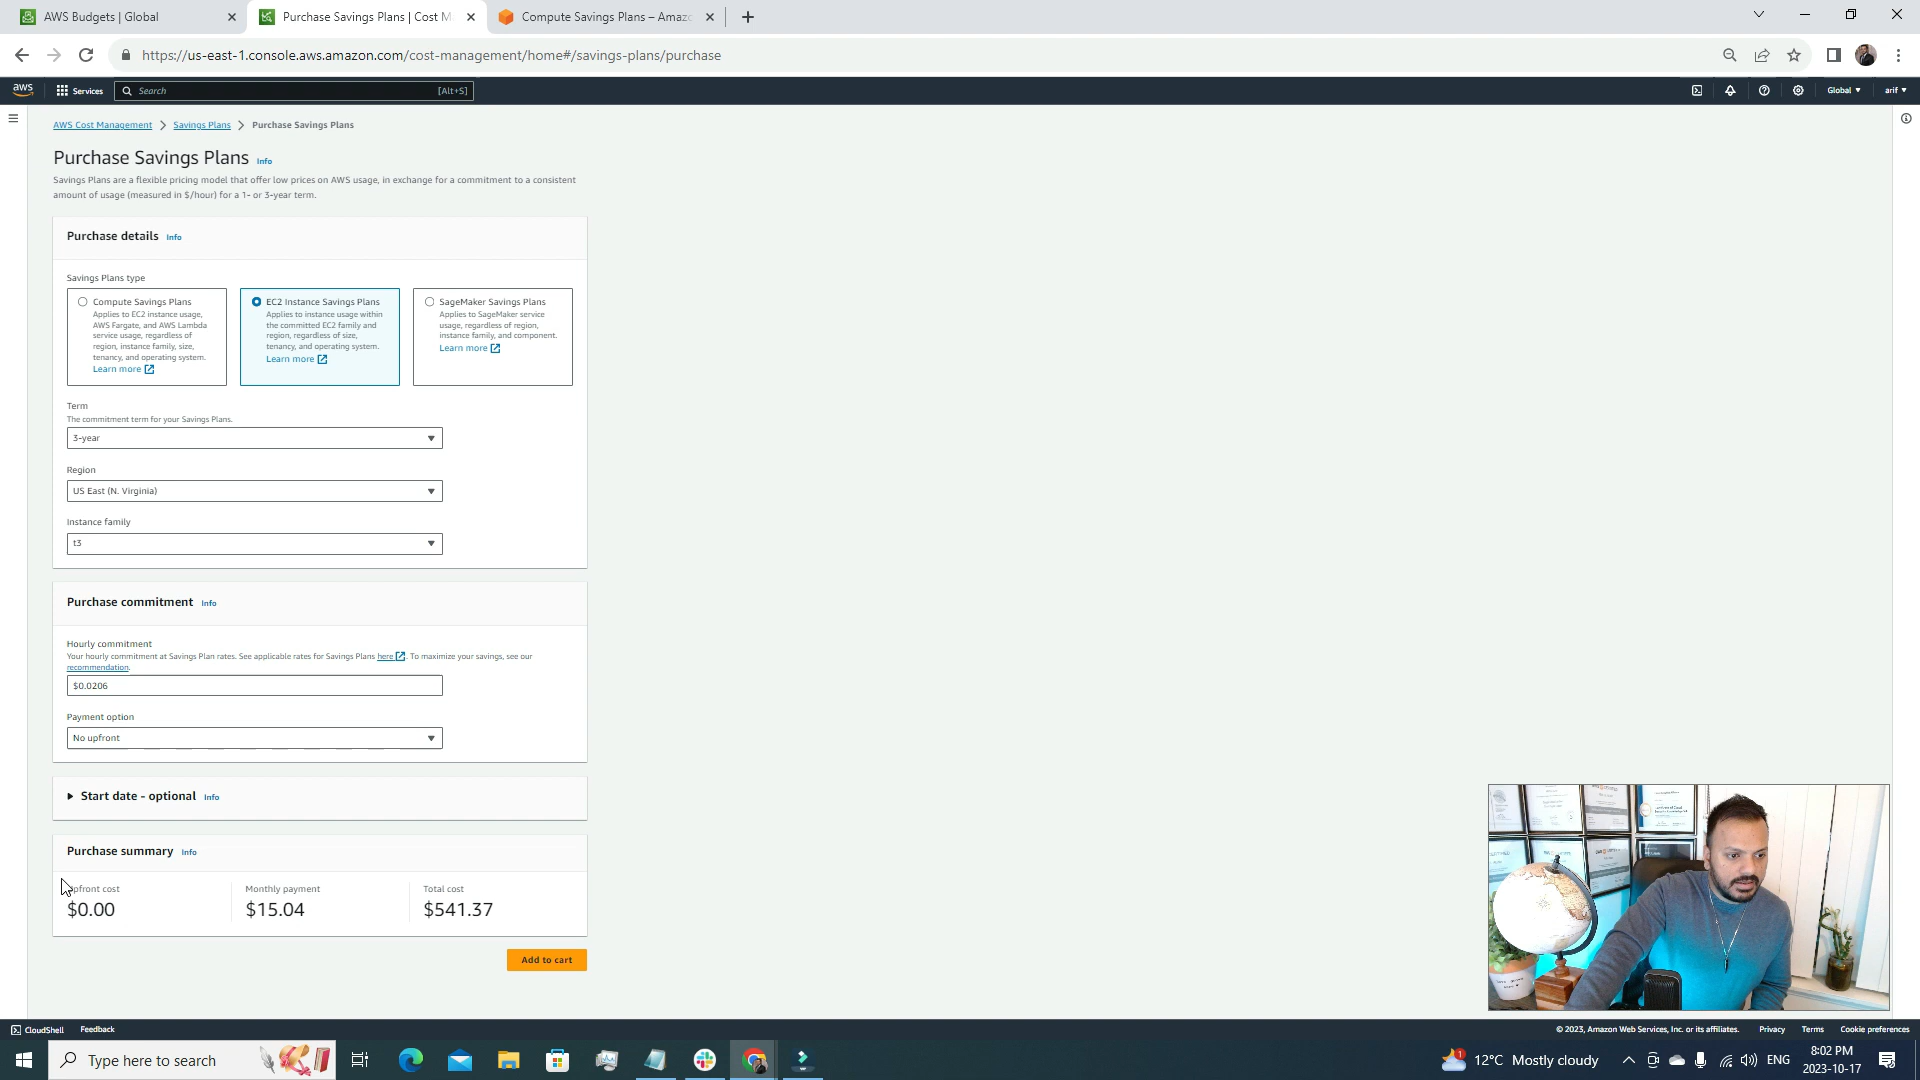 AWS Budgets | Global
Purchase Savings Plans | Cost M
Compute Savings Plans – Amaz
https://us-east-1.console.aws.amazon.com/cost-management/home#/savings-plans/purchase
aws
Services
Search
[Alt+S]
Global
arif
AWS Cost Management
Savings Plans
Purchase Savings Plans
Purchase Savings Plans Info
Savings Plans are a flexible pricing model that offer low prices on AWS usage, in exchange for a commitment to a consistent
amount of usage (measured in $/hour) for a 1- or 3-year term.
Purchase details Info
Savings Plans type
Compute Savings Plans
Applies to EC2 instance usage,
AWS Fargate, and AWS Lambda
service usage, regardless of
region, instance family, size,
tenancy, and operating system.
Learn more
EC2 Instance Savings Plans
Applies to instance usage within
the committed EC2 family and
region, regardless of size,
tenancy, and operating system.
Learn more
SageMaker Savings Plans
Applies to SageMaker service
usage, regardless of region,
instance family, and component.
Learn more
Term
The commitment term for your Savings Plans.
3-year
Region
US East (N. Virginia)
Instance family
t3
Purchase commitment Info
Hourly commitment
Your hourly commitment at Savings Plan rates. See applicable rates for Savings Plans here. To maximize your savings, see our
recommendation.
$0.0206
Payment option
No upfront
Start date - optional Info
Purchase summary Info
Upfront cost
$0.00
Monthly payment
$15.04
Total cost
$541.37
Add to cart
CloudShell
Feedback
© 2023, Amazon Web Services, Inc. or its affiliates.
Privacy
Terms
Cookie preferences
Type here to search
1
12°C Mostly cloudy
ENG
8:02 PM
2023-10-17